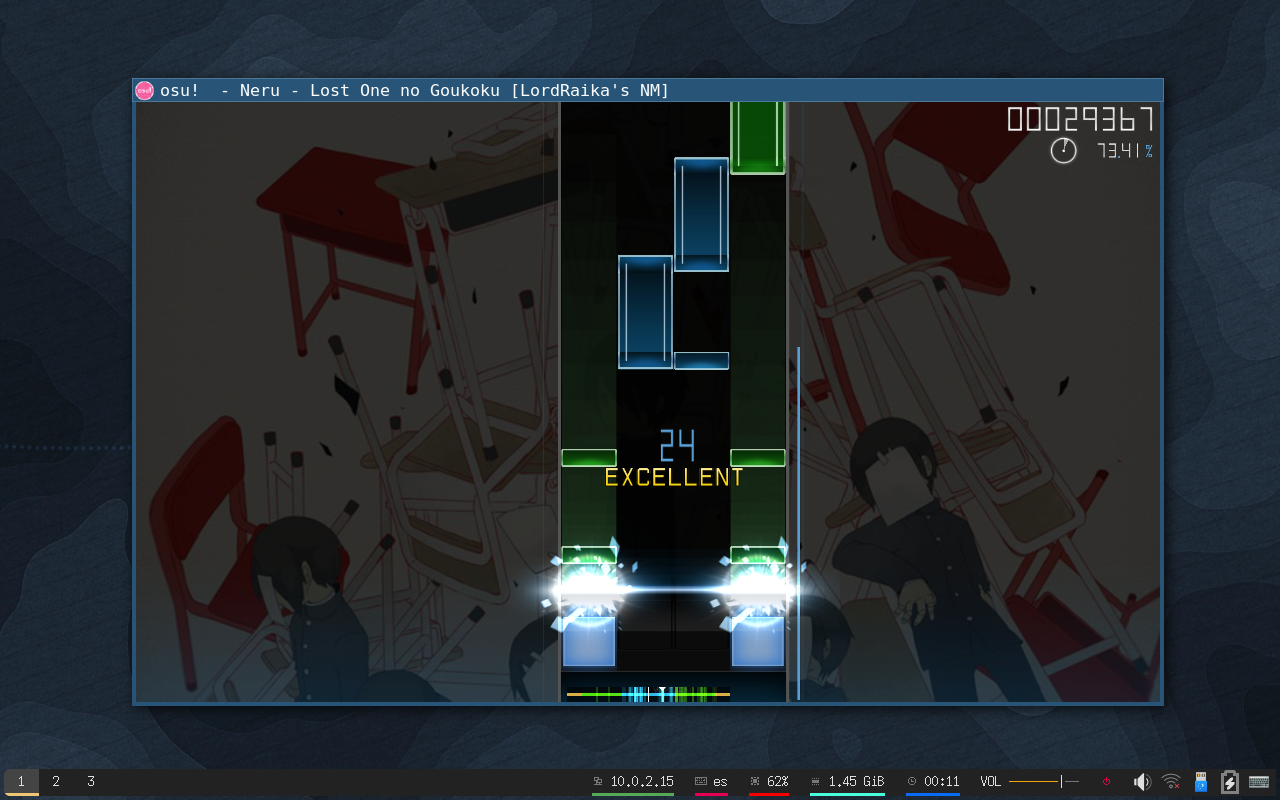 osu!  - Neru - Lost One no Goukoku [LordRaika's NM]
00029367
73.41%
24
EXCELLENT
1 2 3 10.0.2.15 es 62% 1.45 GiB 00:11 VOL